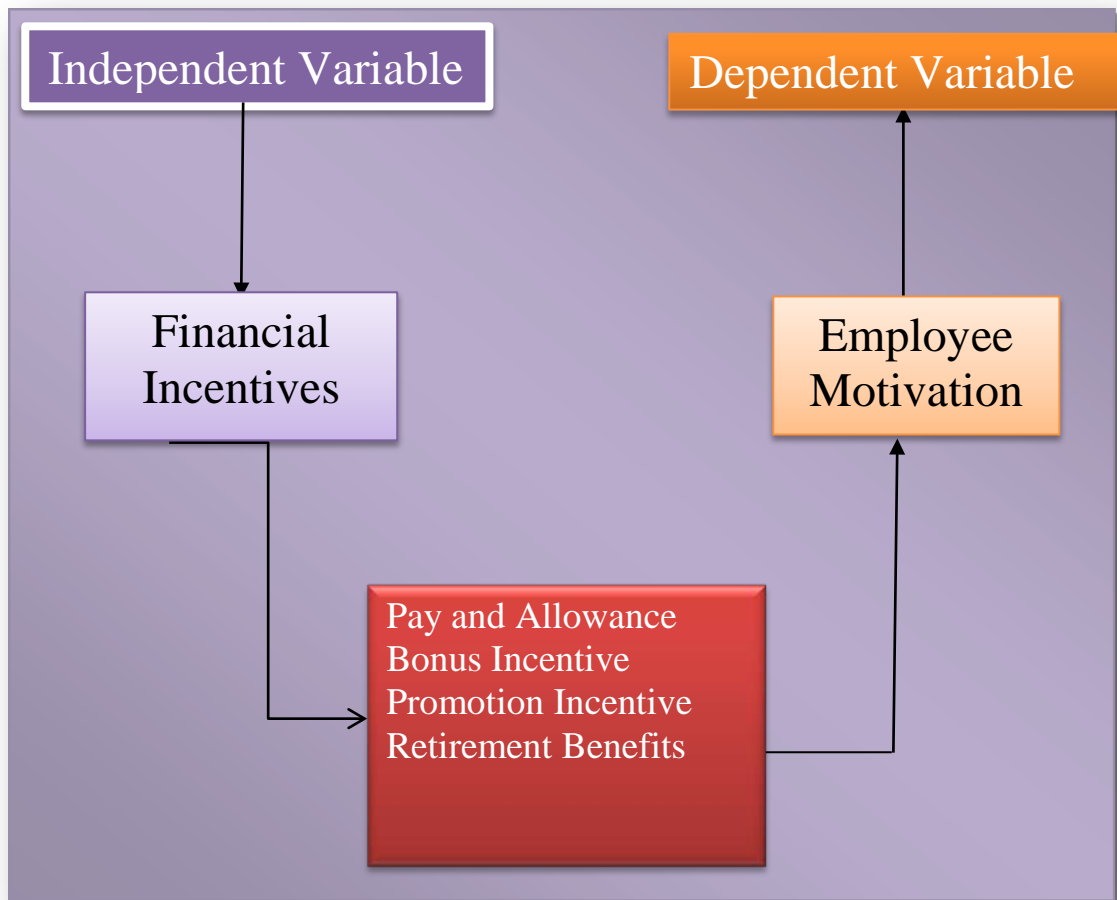 Independent Variable
Dependent Variable
Financial
Incentives
Employee
Motivation
Pay and Allowance
Bonus Incentive
Promotion Incentive
Retirement Benefits